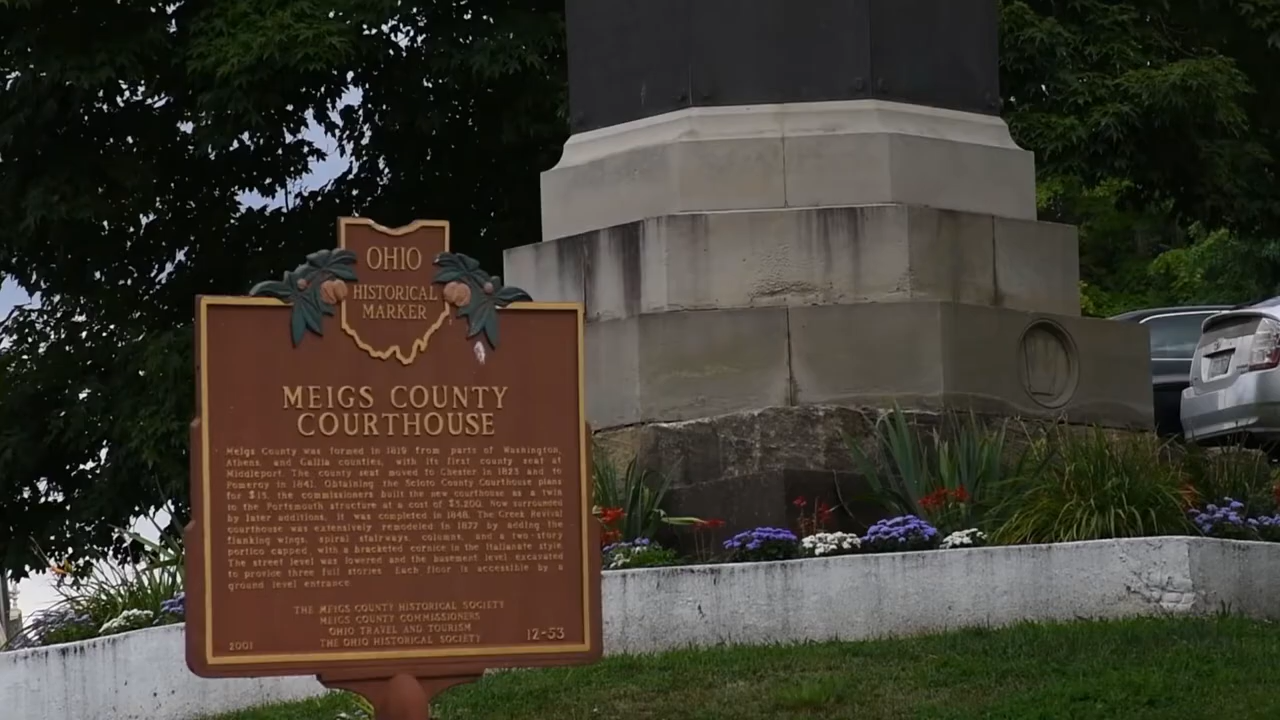 OHIO
HISTORICAL
MARKER
MEIGS COUNTY
COURTHOUSE
Meigs County was formed in 1819 from parts of Washington,
Athens, and Gallia counties, with its first county seat at
Middleport. The county seat moved to Chester in 1823 and to
Pomeroy in 1841. Obtaining the Scioto County Courthouse plans
for $15, the commissioners built the new courthouse as a twin
to the Portsmouth structure at a cost of $5,200. Now surrounded
by later additions, it was completed in 1848. The Greek Revival
courthouse was extensively remodeled in 1877 by adding the
flanking wings, spiral stairways, columns, and a two-story
portico capped with a bracketed cornice in the Italianate style.
The street level was lowered and the basement level excavated
to provide three full stories. Each floor is accessible by a
ground level entrance.
THE MEIGS COUNTY HISTORICAL SOCIETY
MEIGS COUNTY COMMISSIONERS
OHIO TRAVEL AND TOURISM
THE OHIO HISTORICAL SOCIETY
2001
12-53